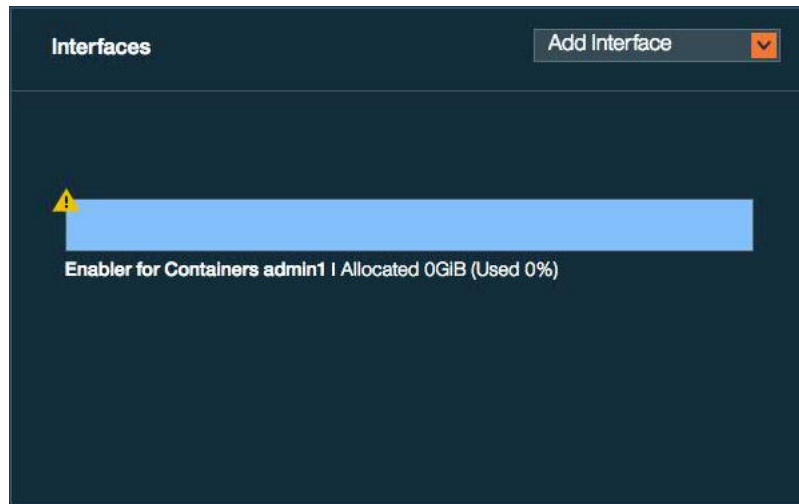 Interfaces
Add Interface
Enabler for Containers admin1 | Allocated 0GiB (Used 0%)